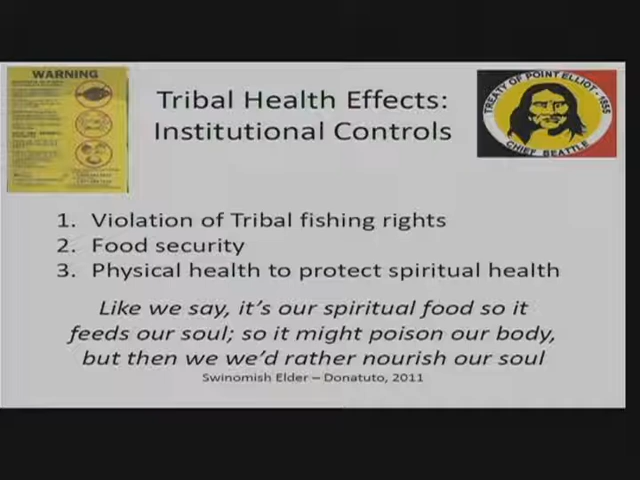 WARNING
Tribal Health Effects:
Institutional Controls
TREATY OF POINT ELLIOT - 1855
CHIEF SEATTLE
1. Violation of Tribal fishing rights
2. Food security
3. Physical health to protect spiritual health
Like we say, it's our spiritual food so it
feeds our soul; so it might poison our body,
but then we we'd rather nourish our soul
Swinomish Elder – Donatuto, 2011